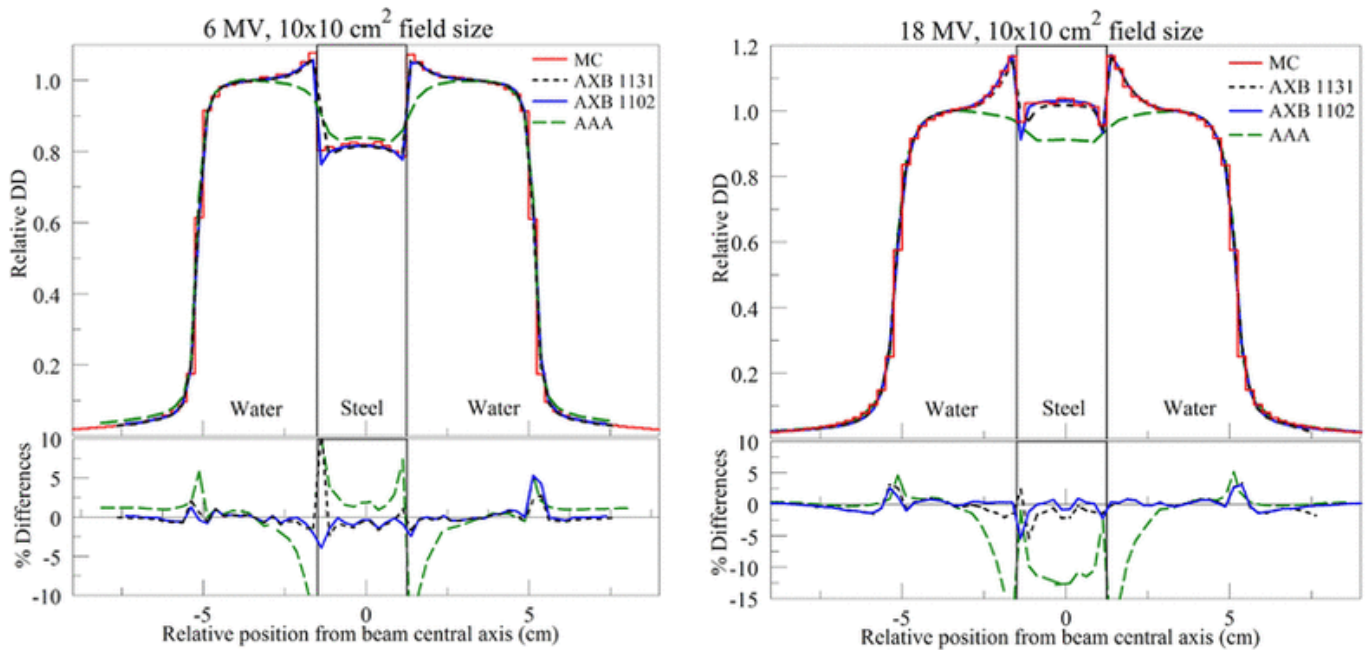 6 MV, 10x10 cm² field size
MC
AXB 1131
AXB 1102
AAA
1.0
0.8
0.6
0.4
0.2
Relative DD
Water Steel Water
10
5
0
-5
-10
% Differences
-5 0 5
Relative position from beam central axis (cm)
18 MV, 10x10 cm² field size
MC
AXB 1131
AXB 1102
AAA
1.2
1.0
0.8
0.6
0.4
0.2
Relative DD
Water Steel Water
10
5
0
-5
-10
-15
% Differences
-5 0 5
Relative position from beam central axis (cm)